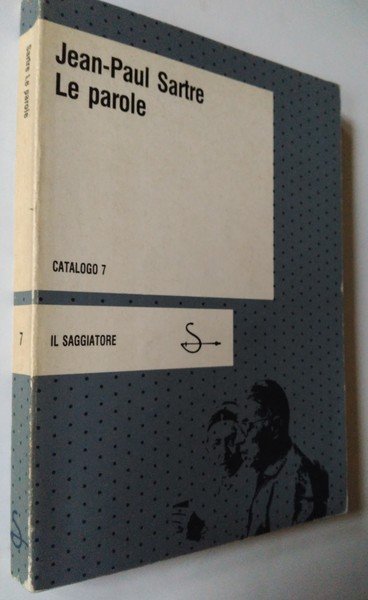 Jean-Paul Sartre
Le parole
CATALOGO 7
IL SAGGIATORE
Sartre Le parole
7